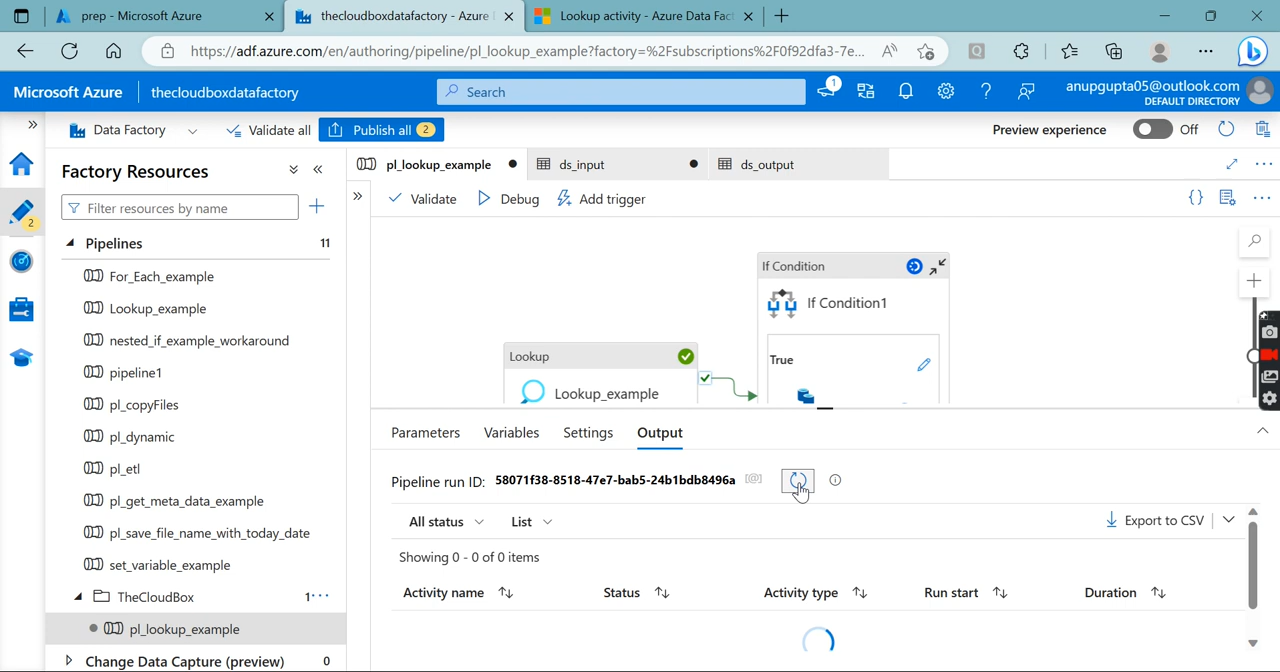 prep - Microsoft Azure
thecloudboxdatafactory - Azure
Lookup activity - Azure Data Fact
https://adf.azure.com/en/authoring/pipeline/pl_lookup_example?factory=%2Fsubscriptions%2F0f92dfa3-7e...
Microsoft Azure
thecloudboxdatafactory
Search
1
anupgupta05@outlook.com
DEFAULT DIRECTORY
Data Factory
Validate all
Publish all 2
Preview experience
Off
Factory Resources
pl_lookup_example
ds_input
ds_output
2
Filter resources by name
Validate
Debug
Add trigger
Pipelines 11
For_Each_example
Lookup_example
nested_if_example_workaround
pipeline1
pl_copyFiles
pl_dynamic
pl_etl
pl_get_meta_data_example
pl_save_file_name_with_today_date
set_variable_example
TheCloudBox 1
pl_lookup_example
Change Data Capture (preview) 0
If Condition
If Condition1
True
Lookup
Lookup_example
Parameters
Variables
Settings
Output
Pipeline run ID: 58071f38-8518-47e7-bab5-24b1bdb8496a
All status
List
Export to CSV
Showing 0 - 0 of 0 items
Activity name
Status
Activity type
Run start
Duration